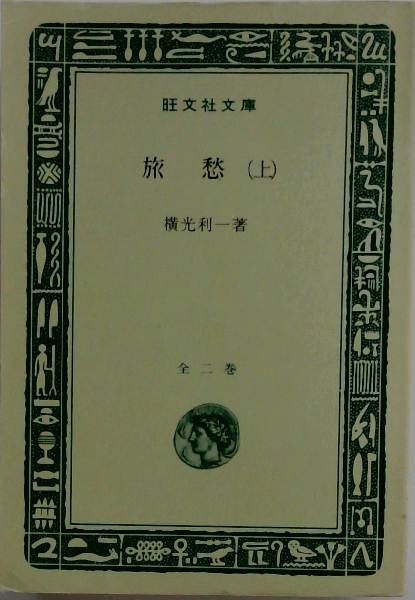 旺文社文庫
旅愁(上)
横光利一著
全二巻